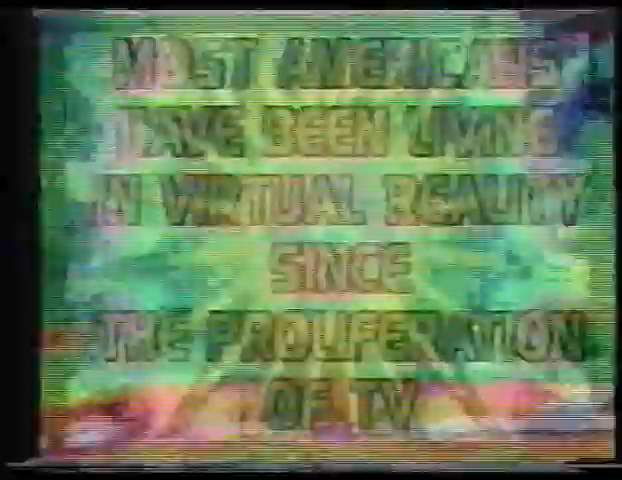 MOST AMERICANS
HAVE BEEN LIVING
IN VIRTUAL REALITY
SINCE
THE PROLIFERATION
OF TV